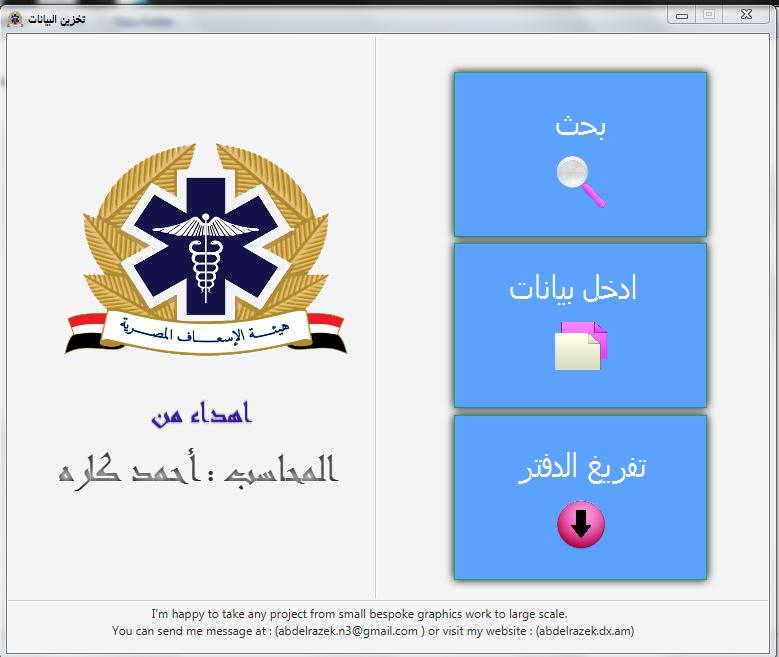 تخزين البيانات
بحث
ادخل بيانات
تفريغ الدفتر
هيئة الإسعاف المصرية
اهداء من
المحاسب : أحمد كاره
I'm happy to take any project from small bespoke graphics work to large scale.
You can send me message at : (abdelrazek.n3@gmail.com ) or visit my website : (abdelrazek.dx.am)